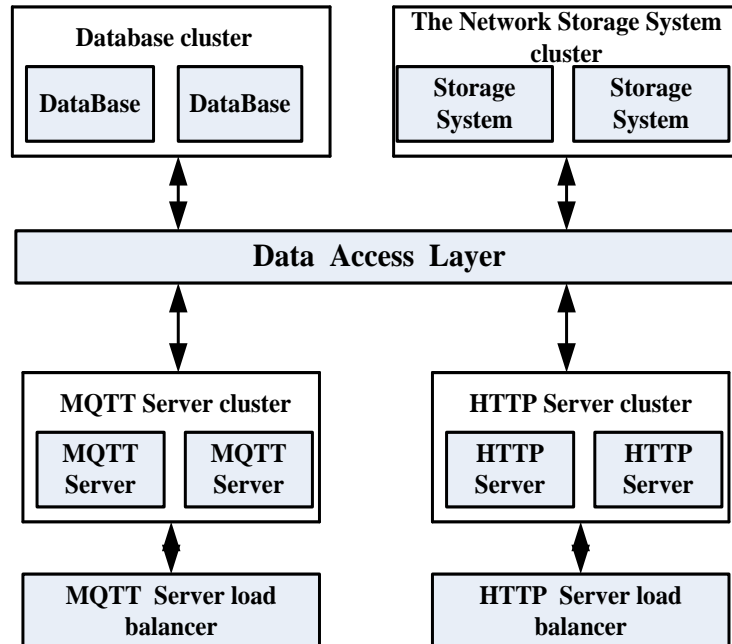 Database cluster
DataBase
DataBase
The Network Storage System
cluster
Storage
System
Storage
System
Data Access Layer
MQTT Server cluster
MQTT
Server
MQTT
Server
HTTP Server cluster
HTTP
Server
HTTP
Server
MQTT Server load
balancer
HTTP Server load
balancer